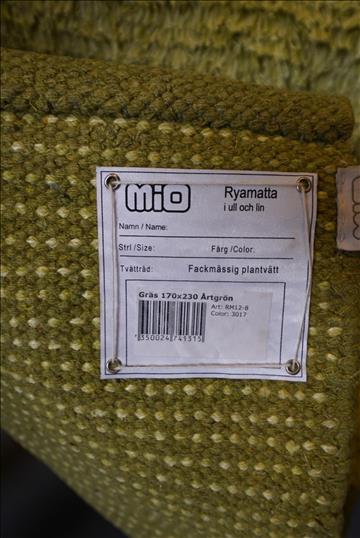 mio
Ryamatta
i ull och lin
Namn / Name:
Strl /Size: Färg /Color:
Tvättråd: Fackmässig plantvätt
Gräs 170x230 Ärtgrön
Art: RM12-8
Color: 3017
7350024741315